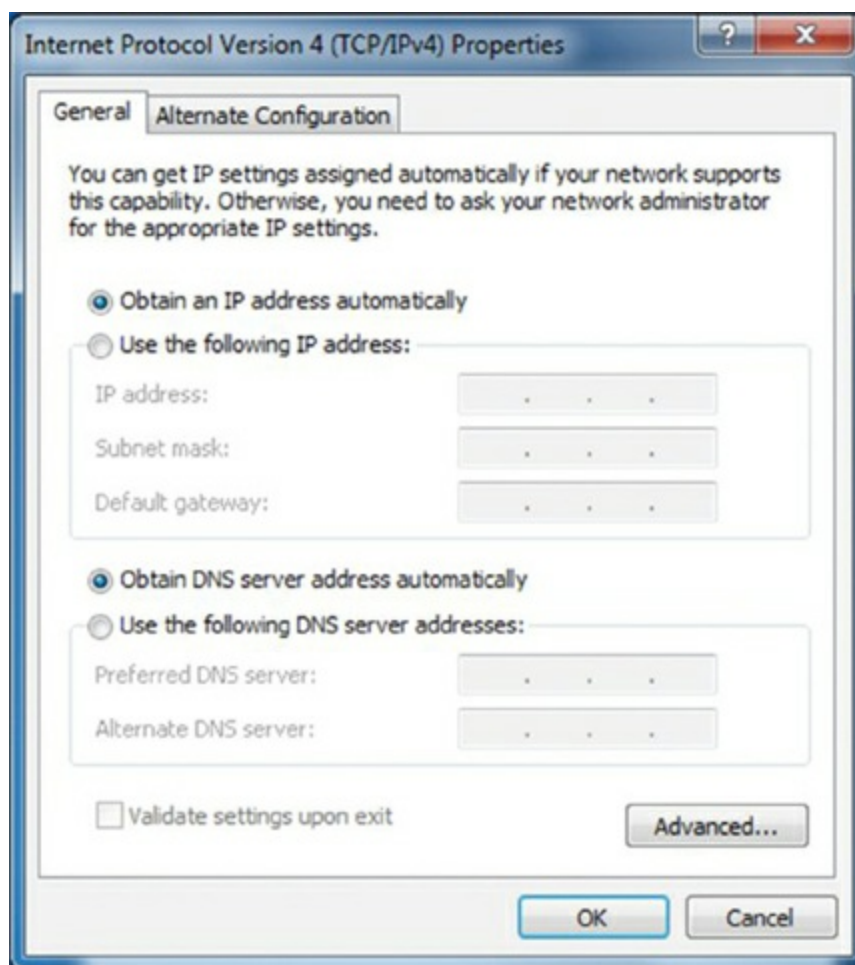 Internet Protocol Version 4 (TCP/IPv4) Properties
?
General
Alternate Configuration
You can get IP settings assigned automatically if your network supports
this capability. Otherwise, you need to ask your network administrator
for the appropriate IP settings.
Obtain an IP address automatically
Use the following IP address:
IP address:
Subnet mask:
Default gateway:
Obtain DNS server address automatically
Use the following DNS server addresses:
Preferred DNS server:
Alternate DNS server:
Validate settings upon exit
Advanced...
OK
Cancel